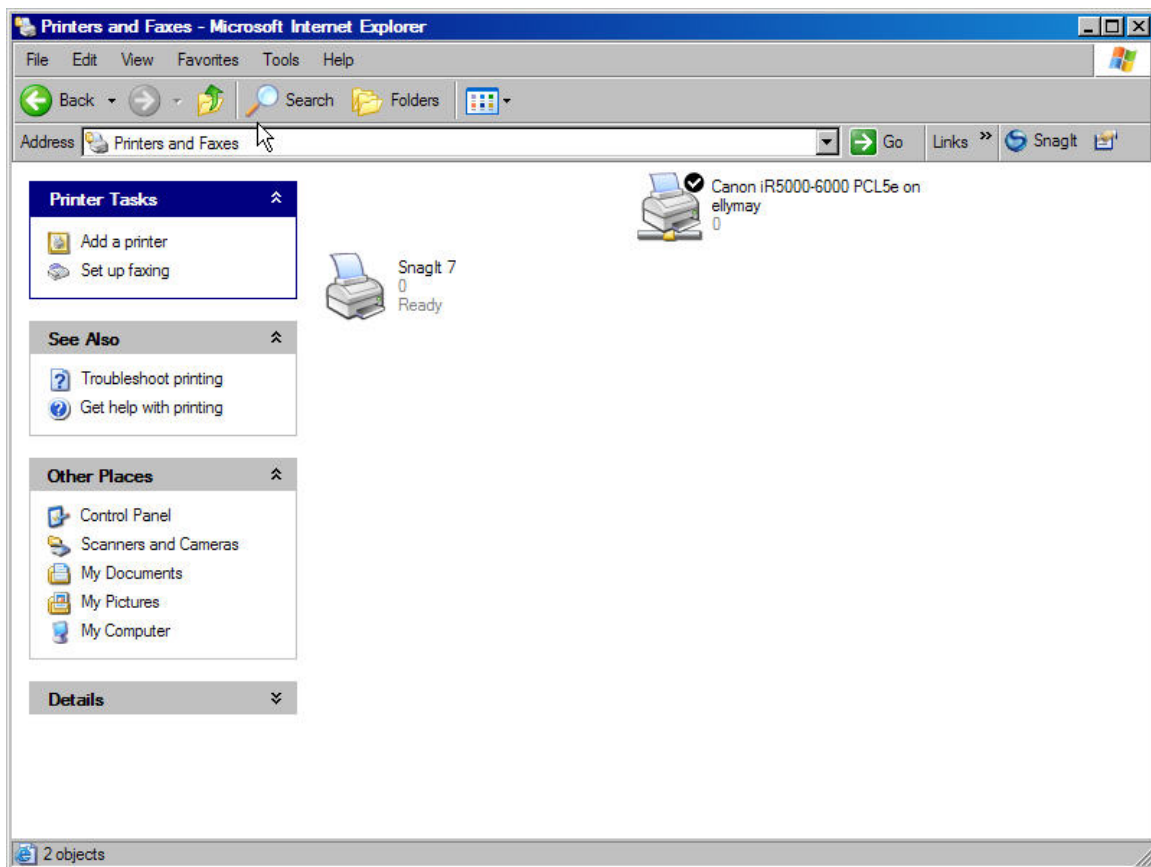 Printers and Faxes - Microsoft Internet Explorer
File Edit View Favorites Tools Help
Back Search Folders
Address Printers and Faxes Go Links » SnagIt
Printer Tasks
Add a printer
Set up faxing
See Also
Troubleshoot printing
Get help with printing
Other Places
Control Panel
Scanners and Cameras
My Documents
My Pictures
My Computer
Details
SnagIt 7
0
Ready
Canon iR5000-6000 PCL5e on
ellymay
0
2 objects